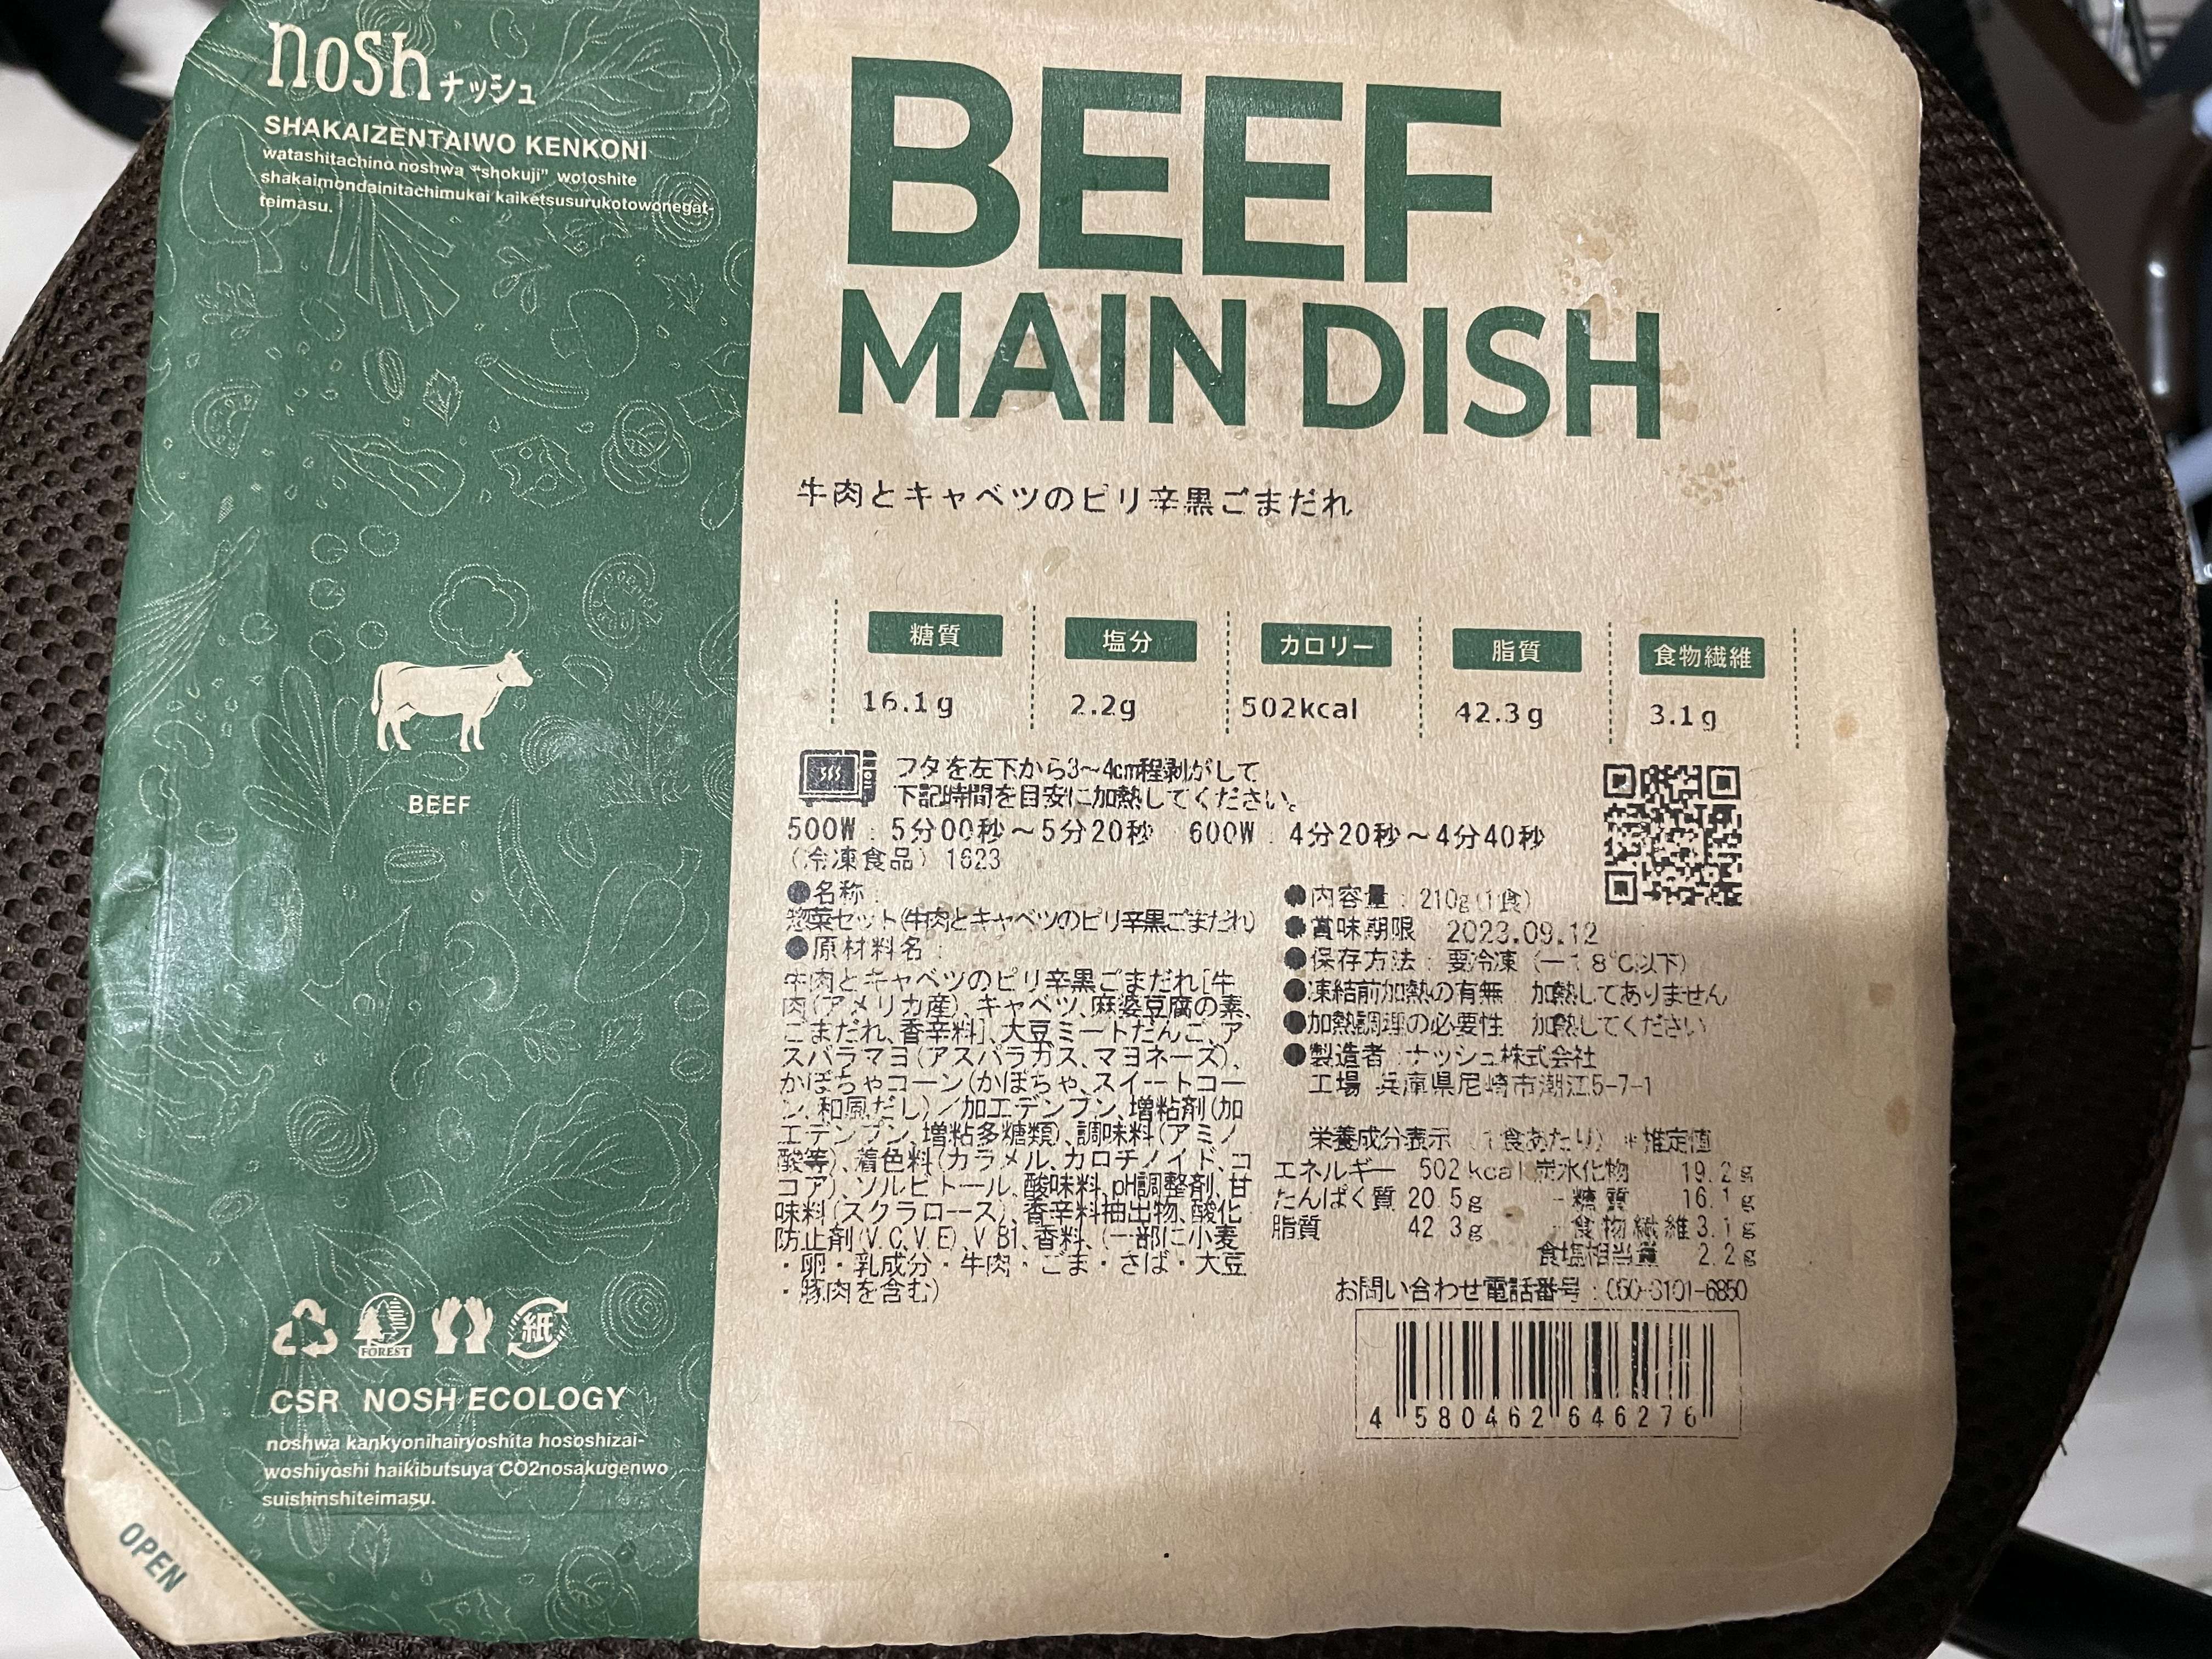 nosh ナッシュ
SHAKAIZENTAIWO KENKONI
watashitachino noshwa “shokuji” wotoshite
shakaimondainitachimukai kaiketsusurukotowonegat-
teimasu.
BEEF
MAIN DISH
牛肉とキャベツのピリ辛黒ごまだれ
糖質 塩分 カロリー 脂質 食物繊維
16.1g 2.2g 502kcal 42.3g 3.1g
BEEF
フタを左下から3～4cm程剥がして
下記時間を目安に加熱してください。
500W : 5分00秒～5分20秒 600W : 4分20秒～4分40秒
(冷凍食品) 1623
●名称 :
惣菜セット(牛肉とキャベツのピリ辛黒ごまだれ)
●原材料名 :
牛肉とキャベツのピリ辛黒ごまだれ[牛
肉(アメリカ産)、キャベツ、麻婆豆腐の素、
ごまだれ、香辛料]、大豆ミートだんご、ア
スパラマヨ(アスパラガス、マヨネーズ)、
かぼちゃコーン(かぼちゃ、スイートコー
ン、和風だし)／加工デンプン、増粘剤(加
工デンプン、増粘多糖類)、調味料(アミノ
酸等)、着色料(カラメル、カロチノイド、コ
コア)、ソルビトール、酸味料、pH調整剤、甘
味料(スクラロース)、香辛料抽出物、酸化
防止剤(V.C,V.E)、V.B1、香料、(一部に小麦
・卵・乳成分・牛肉・ごま・さば・大豆
・豚肉を含む)
●内容量 : 210g(1食)
●賞味期限 2023.09.12
●保存方法 : 要冷凍 (－18℃以下)
●凍結前加熱の有無 加熱してありません
●加熱調理の必要性 加熱してください
●製造者 : ナッシュ株式会社
工場 兵庫県尼崎市潮江5-7-1
栄養成分表示 (1食あたり) *推定値
エネルギー 502kcal 炭水化物 19.2g
たんぱく質 20.5g -糖質 16.1g
脂質 42.3g -食物繊維3.1g
食塩相当量 2.2g
お問い合わせ電話番号 : 050-3101-6850
4 580462 646276
FOREST
紙
CSR NOSH ECOLOGY
noshwa kankyonihairyoshita hososhizai-
woshiyoshi haikibutsuya CO2nosakugenwo
suishinshiteimasu.
OPEN